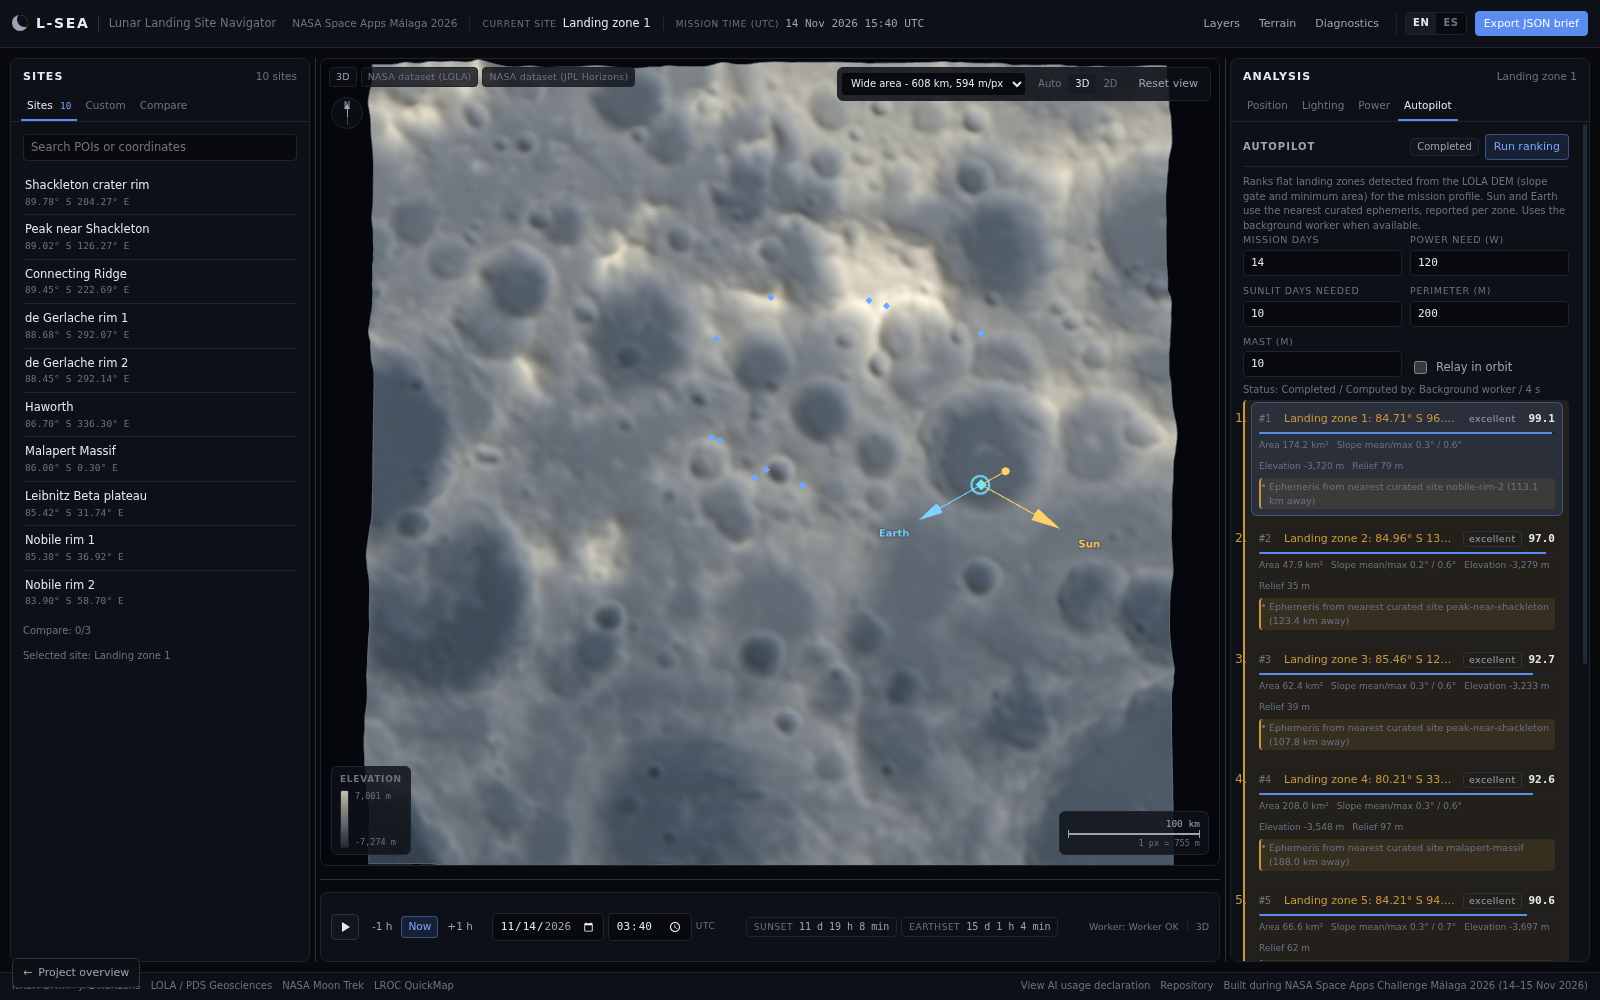 L-SEA
Lunar Landing Site Navigator
NASA Space Apps Málaga 2026
CURRENT SITE Landing zone 1
MISSION TIME (UTC) 14 Nov 2026 15:40 UTC
Layers
Terrain
Diagnostics
EN ES
Export JSON brief
SITES
10 sites
Sites 10 Custom Compare
Search POIs or coordinates
Shackleton crater rim
89.78° S 204.27° E
Peak near Shackleton
89.02° S 126.27° E
Connecting Ridge
89.45° S 222.69° E
de Gerlache rim 1
88.68° S 292.07° E
de Gerlache rim 2
88.45° S 292.14° E
Haworth
86.70° S 336.30° E
Malapert Massif
86.00° S 0.30° E
Leibnitz Beta plateau
85.42° S 31.74° E
Nobile rim 1
85.30° S 36.92° E
Nobile rim 2
83.90° S 58.70° E
Compare: 0/3
Selected site: Landing zone 1
3D
NASA dataset (LOLA)
NASA dataset (JPL Horizons)
N
Wide area - 608 km, 594 m/px
Auto 3D 2D Reset view
Earth
Sun
ELEVATION
7,001 m
-7,274 m
100 km
1 px = 755 m
-1 h Now +1 h
11/14/2026
03:40
UTC
SUNSET 11 d 19 h 8 min
EARTHSET 15 d 1 h 4 min
Worker: Worker OK
3D
ANALYSIS
Landing zone 1
Position Lighting Power Autopilot
AUTOPILOT
Completed
Run ranking
Ranks flat landing zones detected from the LOLA DEM (slope
gate and minimum area) for the mission profile. Sun and Earth
use the nearest curated ephemeris, reported per zone. Uses the
background worker when available.
MISSION DAYS
14
POWER NEED (W)
120
SUNLIT DAYS NEEDED
10
PERIMETER (M)
200
MAST (M)
10
Relay in orbit
Status: Completed / Computed by: Background worker / 4 s
1. #1 Landing zone 1: 84.71° S 96.... excellent 99.1
Area 174.2 km² Slope mean/max 0.3° / 0.6°
Elevation -3,720 m Relief 79 m
* Ephemeris from nearest curated site nobile-rim-2 (113.1
km away)
2. #2 Landing zone 2: 84.96° S 13... excellent 97.0
Area 47.9 km² Slope mean/max 0.2° / 0.6° Elevation -3,279 m
Relief 35 m
* Ephemeris from nearest curated site peak-near-shackleton
(123.4 km away)
3. #3 Landing zone 3: 85.46° S 12... excellent 92.7
Area 62.4 km² Slope mean/max 0.3° / 0.6° Elevation -3,233 m
Relief 39 m
* Ephemeris from nearest curated site peak-near-shackleton
(107.8 km away)
4. #4 Landing zone 4: 80.21° S 33... excellent 92.6
Area 208.0 km² Slope mean/max 0.3° / 0.6°
Elevation -3,548 m Relief 97 m
* Ephemeris from nearest curated site malapert-massif
(188.0 km away)
5. #5 Landing zone 5: 84.21° S 94.... excellent 90.6
Area 66.6 km² Slope mean/max 0.3° / 0.7° Elevation -3,697 m
Relief 62 m
← Project overview
LOLA / PDS Geosciences
NASA Moon Trek
LROC QuickMap
View AI usage declaration
Repository
Built during NASA Space Apps Challenge Málaga 2026 (14–15 Nov 2026)